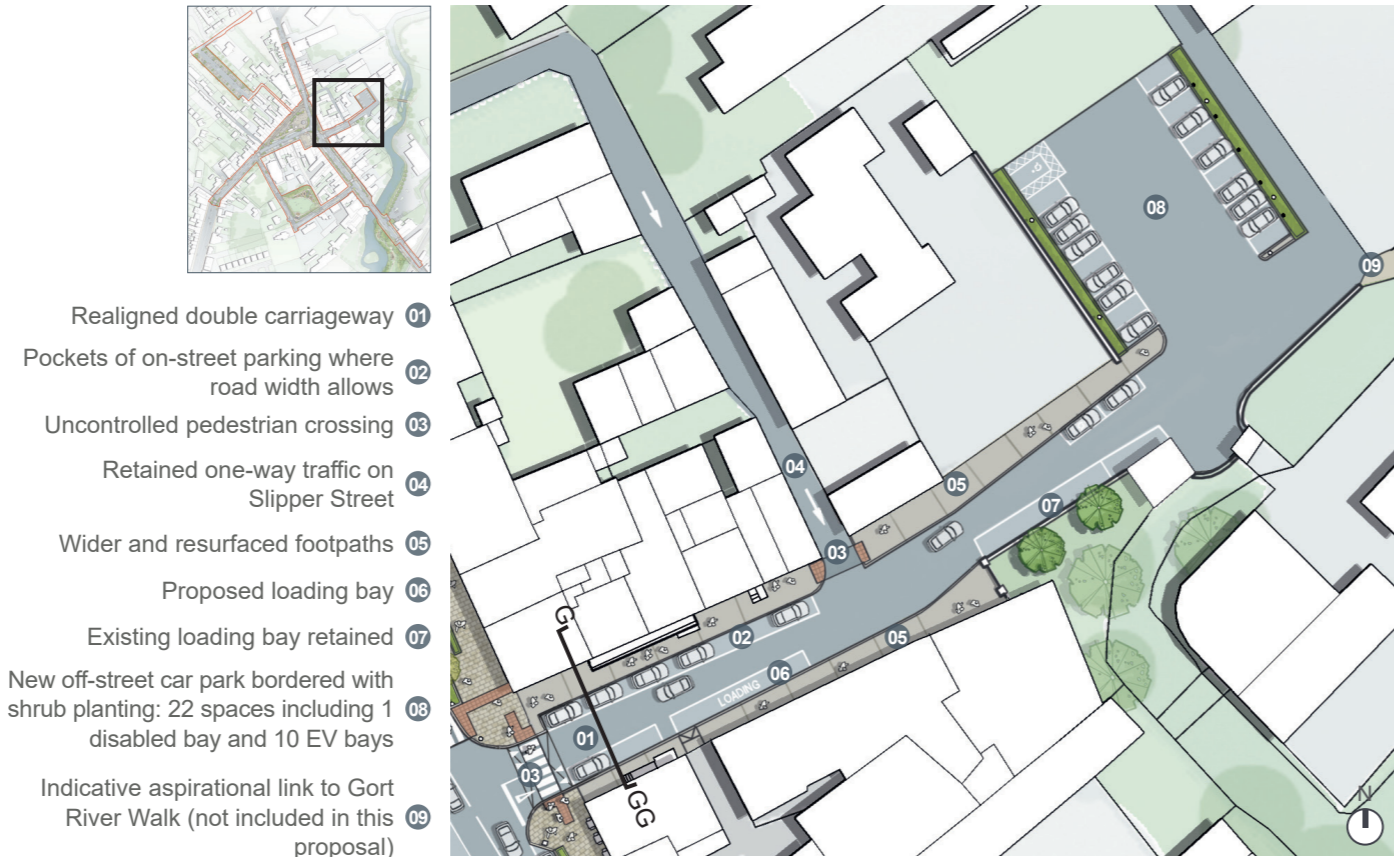 Realigned double carriageway 01
Pockets of on-street parking where
road width allows 02
Uncontrolled pedestrian crossing 03
Retained one-way traffic on
Slipper Street 04
Wider and resurfaced footpaths 05
Proposed loading bay 06
Existing loading bay retained 07
New off-street car park bordered with
shrub planting: 22 spaces including 1 08
disabled bay and 10 EV bays
Indicative aspirational link to Gort
River Walk (not included in this 09
proposal)
08
09
04
05
03
07
02
05
06
LOADING
01
03
G
GG
N